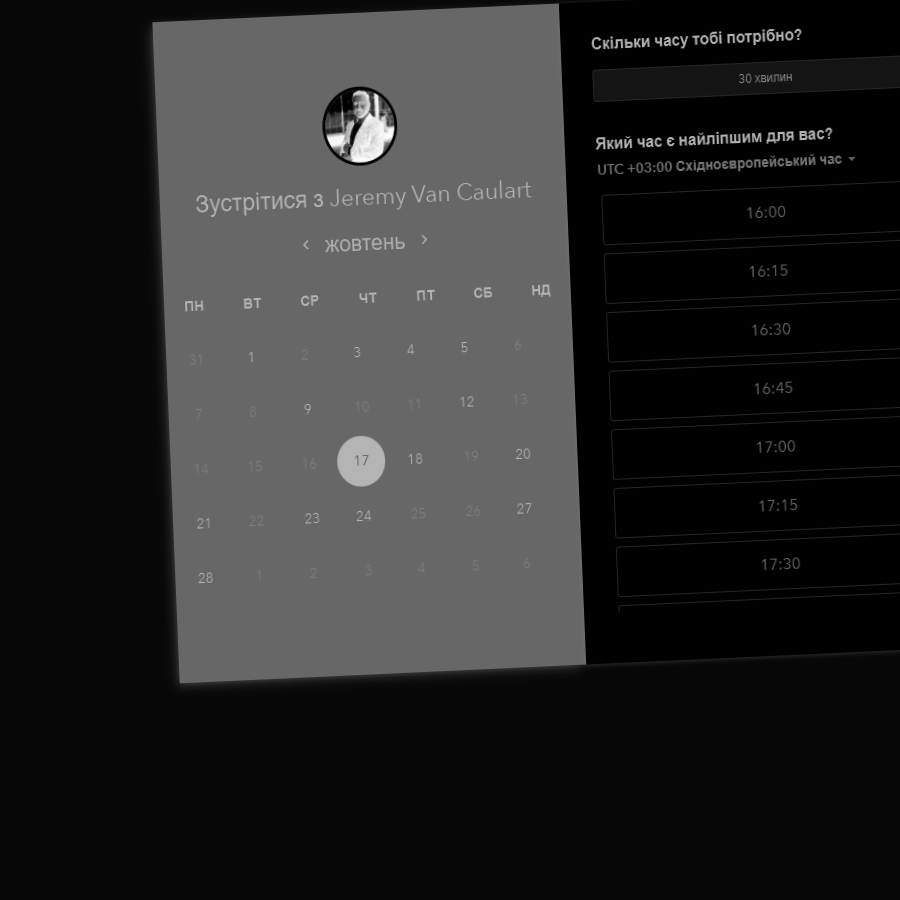 Зустрітися з Jeremy Van Caulart
жовтень
ПН ВТ СР ЧТ ПТ СБ НД
31 1 2 3 4 5 6
7 8 9 10 11 12 13
14 15 16 17 18 19 20
21 22 23 24 25 26 27
28 1 2 3 4 5 6
Скільки часу тобі потрібно?
30 хвилин
Який час є найліпшим для вас?
UTC +03:00 Східноєвропейський час
16:00
16:15
16:30
16:45
17:00
17:15
17:30